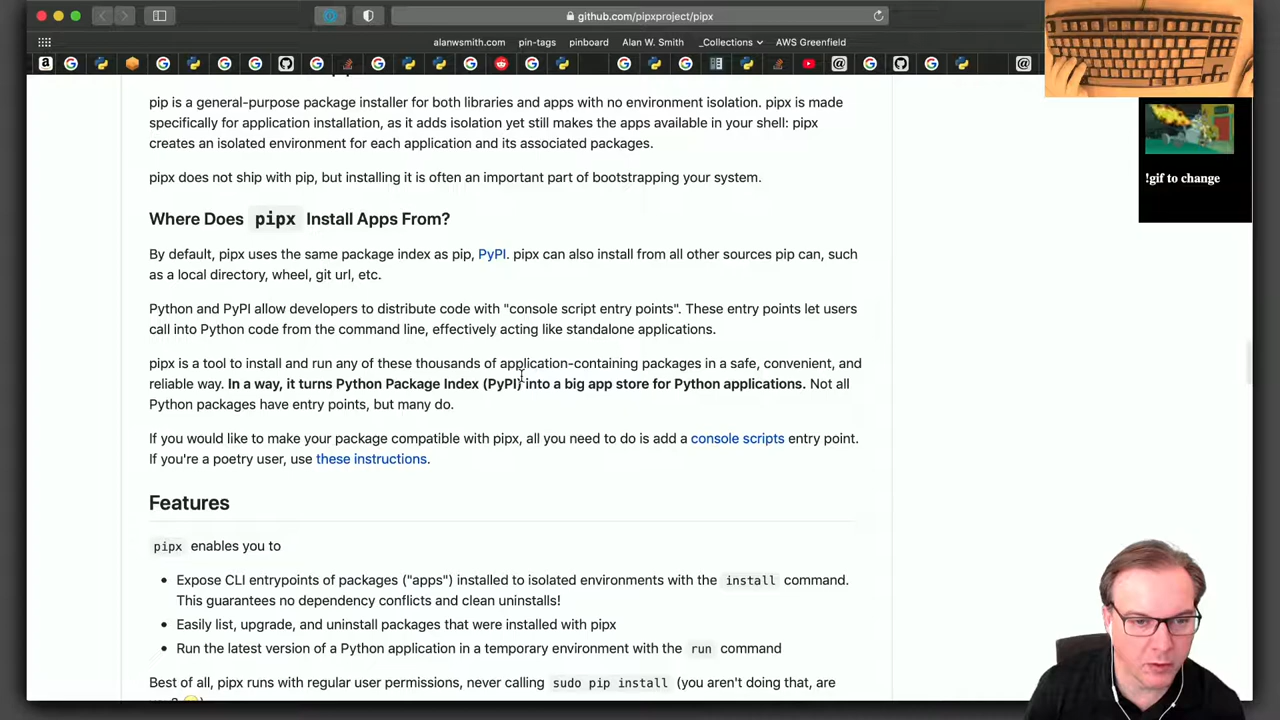 github.com/pipxproject/pipx
alanwsmith.com pin-tags pinboard Alan W. Smith _Collections AWS Greenfield
pip is a general-purpose package installer for both libraries and apps with no environment isolation. pipx is made
specifically for application installation, as it adds isolation yet still makes the apps available in your shell: pipx
creates an isolated environment for each application and its associated packages.
pipx does not ship with pip, but installing it is often an important part of bootstrapping your system.
Where Does pipx Install Apps From?
By default, pipx uses the same package index as pip, PyPI. pipx can also install from all other sources pip can, such
as a local directory, wheel, git url, etc.
Python and PyPI allow developers to distribute code with "console script entry points". These entry points let users
call into Python code from the command line, effectively acting like standalone applications.
pipx is a tool to install and run any of these thousands of application-containing packages in a safe, convenient, and
reliable way. In a way, it turns Python Package Index (PyPI) into a big app store for Python applications. Not all
Python packages have entry points, but many do.
If you would like to make your package compatible with pipx, all you need to do is add a console scripts entry point.
If you're a poetry user, use these instructions.
Features
pipx enables you to
• Expose CLI entrypoints of packages ("apps") installed to isolated environments with the install command.
This guarantees no dependency conflicts and clean uninstalls!
• Easily list, upgrade, and uninstall packages that were installed with pipx
• Run the latest version of a Python application in a temporary environment with the run command
Best of all, pipx runs with regular user permissions, never calling sudo pip install (you aren't doing that, are
!gif to change